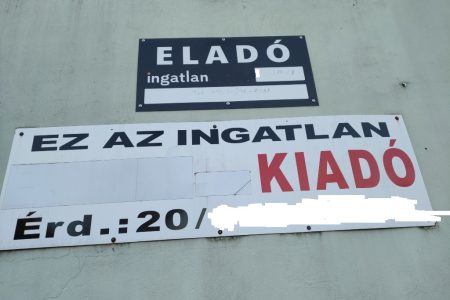 ELADÓ
ingatlan
EZ AZ INGATLAN
KIADÓ
Érd.:20/